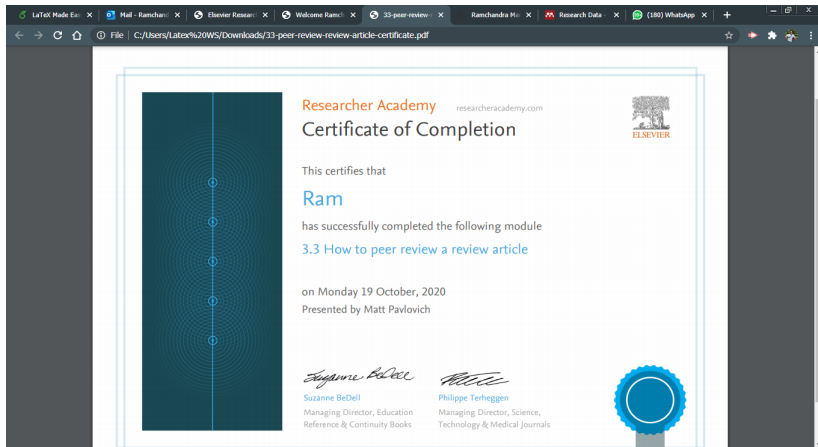 LaTeX Made Eas
Mail - Ramchand
Elsevier Research
Welcome Ramch
33-peer-review-r
Ramchandra Ma
Research Data -
(180) WhatsApp
File | C:/Users/Latex%20WS/Downloads/33-peer-review-review-article-certificate.pdf
Researcher Academy researcheracademy.com
Certificate of Completion
ELSEVIER
This certifies that
Ram
has successfully completed the following module
3.3 How to peer review a review article
on Monday 19 October, 2020
Presented by Matt Pavlovich
Suzanne BeDell
Suzanne BeDell
Managing Director, Education
Reference & Continuity Books
Philippe Terheggen
Managing Director, Science,
Technology & Medical Journals